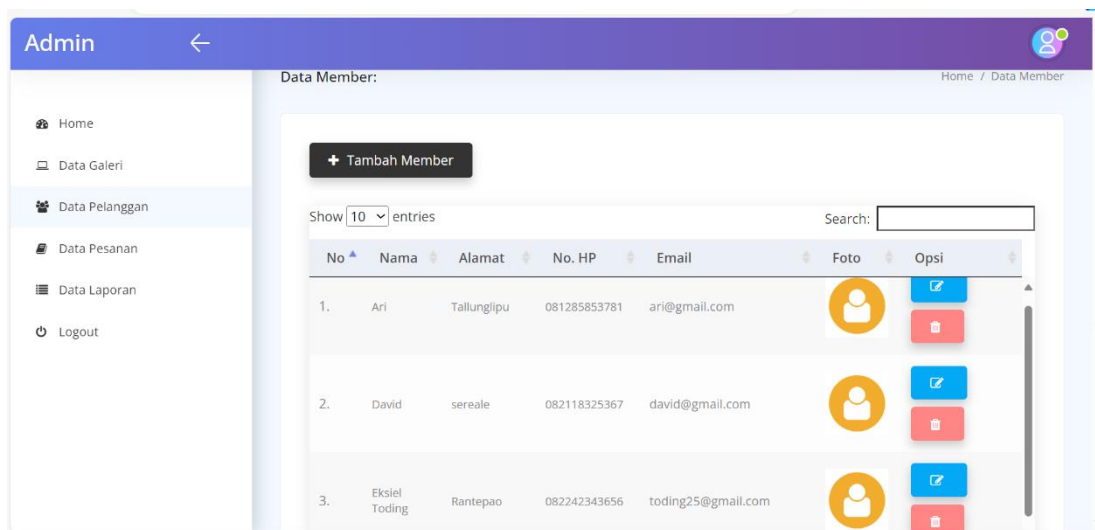 Admin
Data Member:
Home / Data Member
Home
Data Galeri
Data Pelanggan
Data Pesanan
Data Laporan
Logout
+ Tambah Member
Show 10 entries
Search:
No Nama Alamat No. HP Email Foto Opsi
1. Ari Tallunglipu 081285853781 ari@gmail.com
2. David sereale 082118325367 david@gmail.com
3. Eksiel Toding Rantepao 082242343656 toding25@gmail.com